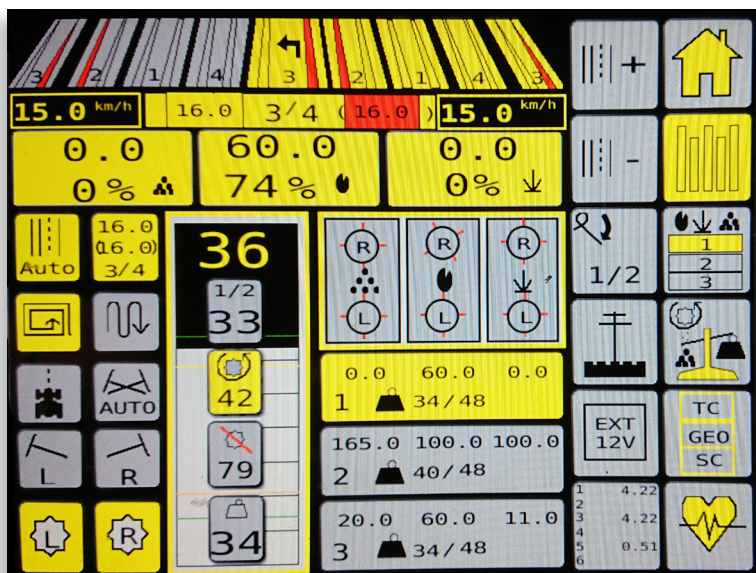 3 2 1 4 3 2 1 4 3
15.0 km/h 16.0 3/4 (16.0) 15.0 km/h
0.0 60.0 0.0
0% 74% 0%
Auto
16.0
(16.0)
3/4
36
1/2
33
42
79
34
AUTO
L R
L R
R R R
L L L
0.0 60.0 0.0
1 34/48
165.0 100.0 100.0
2 40/48
20.0 60.0 11.0
3 34/48
+
-
1/2
1
2
3
EXT
12V
TC
GEO
SC
1 4.22
2
3 4.22
4
5 0.51
6